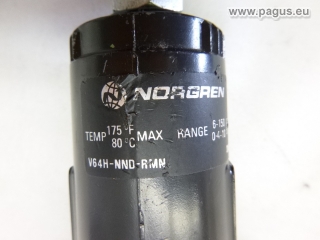 © www.pagus.eu
NORGREN
TEMP 175 °F MAX RANGE
80 °C
V64H-NND-RMN